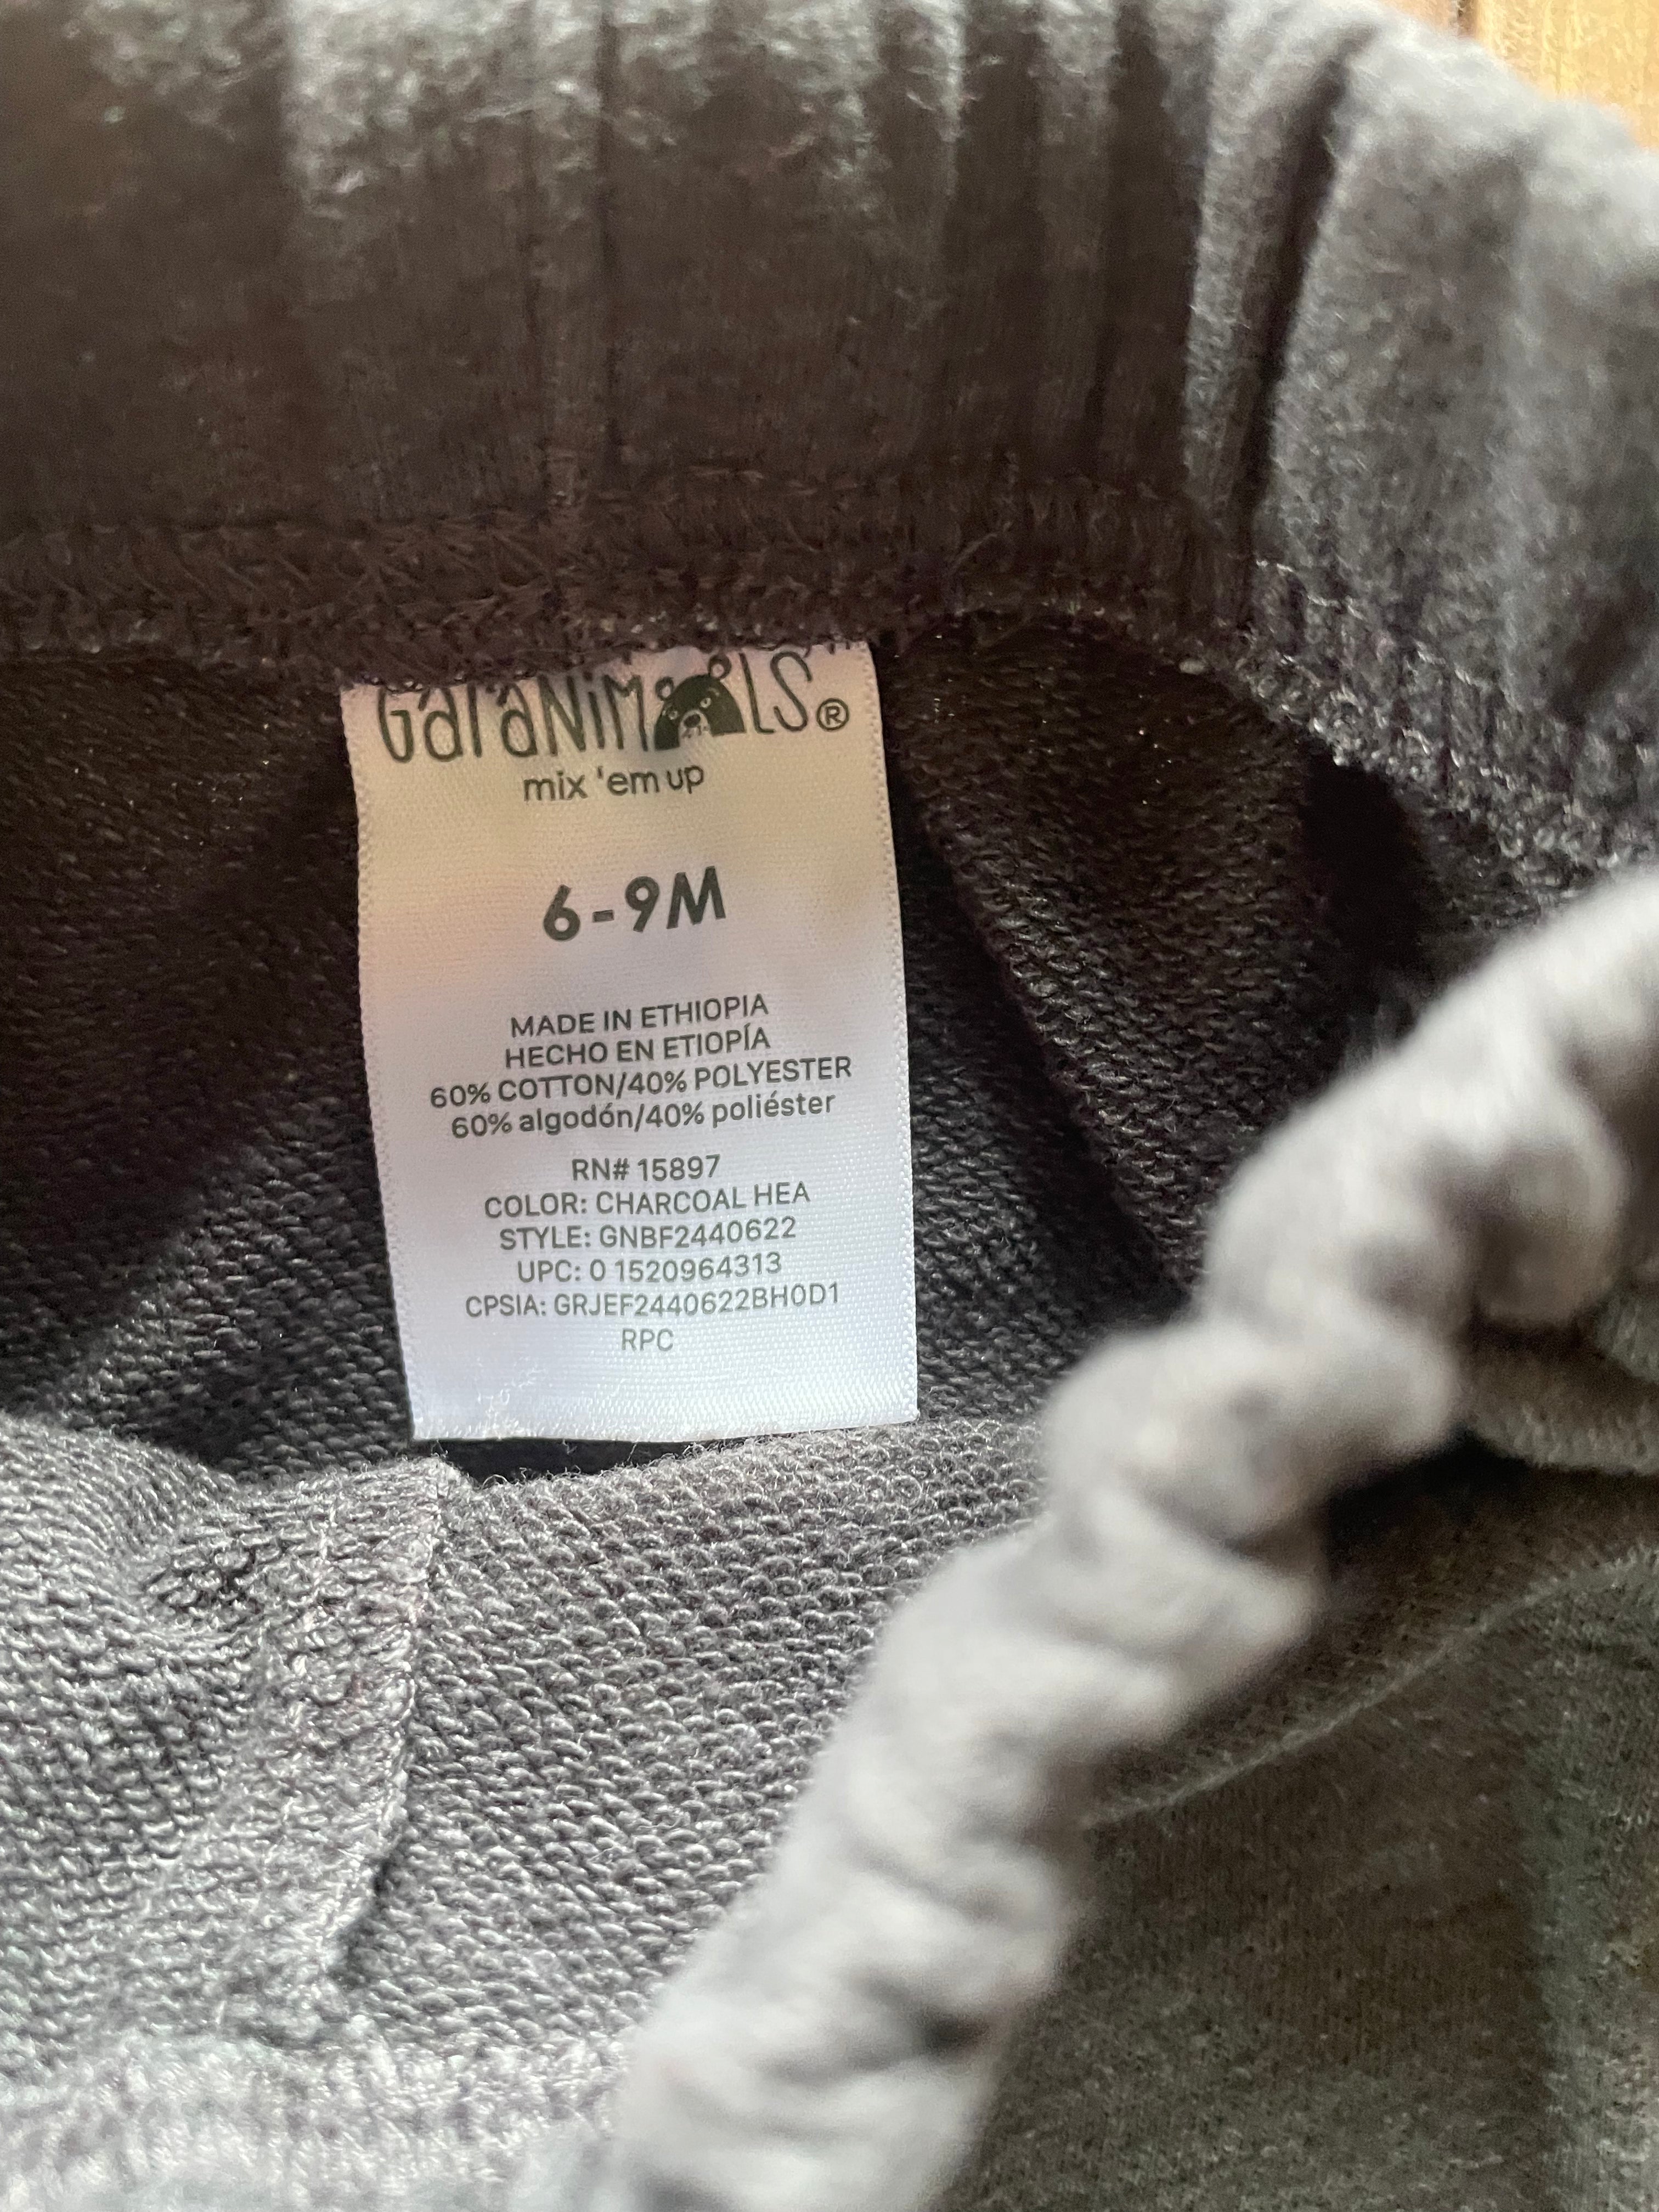 GaraNiMaLS®
mix 'em up
6-9M
MADE IN ETHIOPIA
HECHO EN ETIOPÍA
60% COTTON/40% POLYESTER
60% algodón/40% poliéster
RN# 15897
COLOR: CHARCOAL HEA
STYLE: GNBF2440622
UPC: 0 1520964313
CPSIA: GRJEF2440622BH0D1
RPC